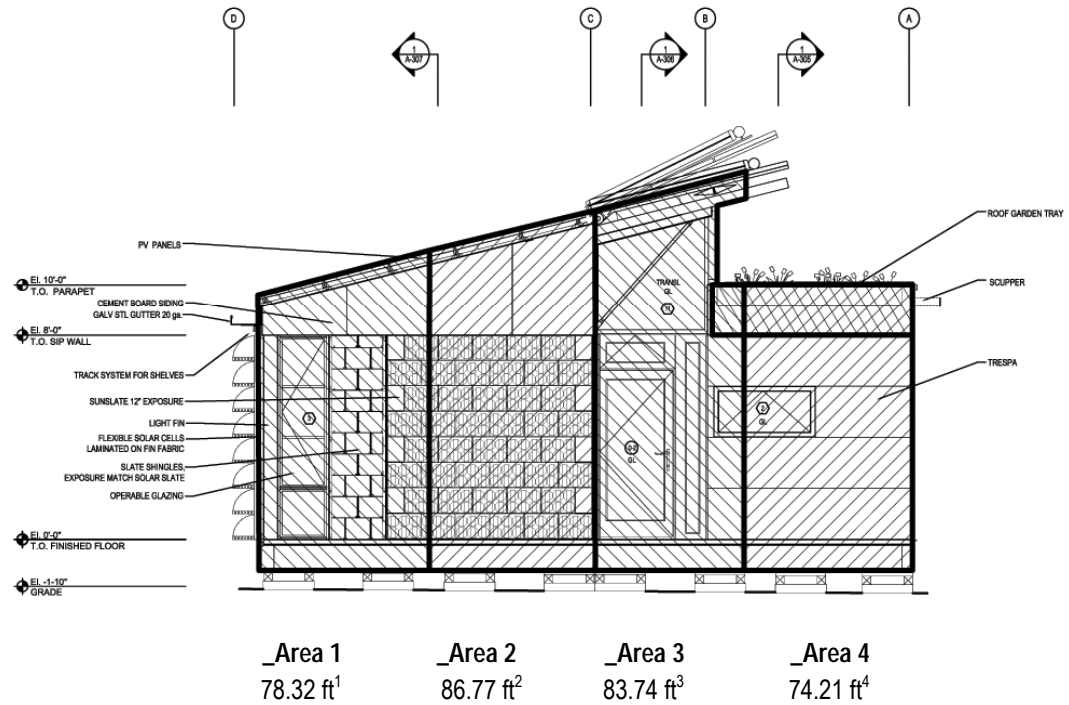 D
C
B
A
1
A-307
1
A-306
1
A-305
ROOF GARDEN TRAY
PV PANELS
El. 10'-0"
T.O. PARAPET
SCUPPER
TRANSL
GL
CEMENT BOARD SIDING
GALV STL GUTTER 20 ga.
El. 8'-0"
T.O. SIP WALL
TRESPA
TRACK SYSTEM FOR SHELVES
SUNSLATE 12" EXPOSURE
GL
LIGHT FIN
FLEXIBLE SOLAR CELLS
LAMINATED ON FIN FABRIC
GL
SLATE SHINGLES,
EXPOSURE MATCH SOLAR SLATE
OPERABLE GLAZING
El. 0'-0"
T.O. FINISHED FLOOR
El. -1-10"
GRADE
_Area 1
_Area 2
_Area 3
_Area 4
78.32 ft¹
86.77 ft²
83.74 ft³
74.21 ft⁴